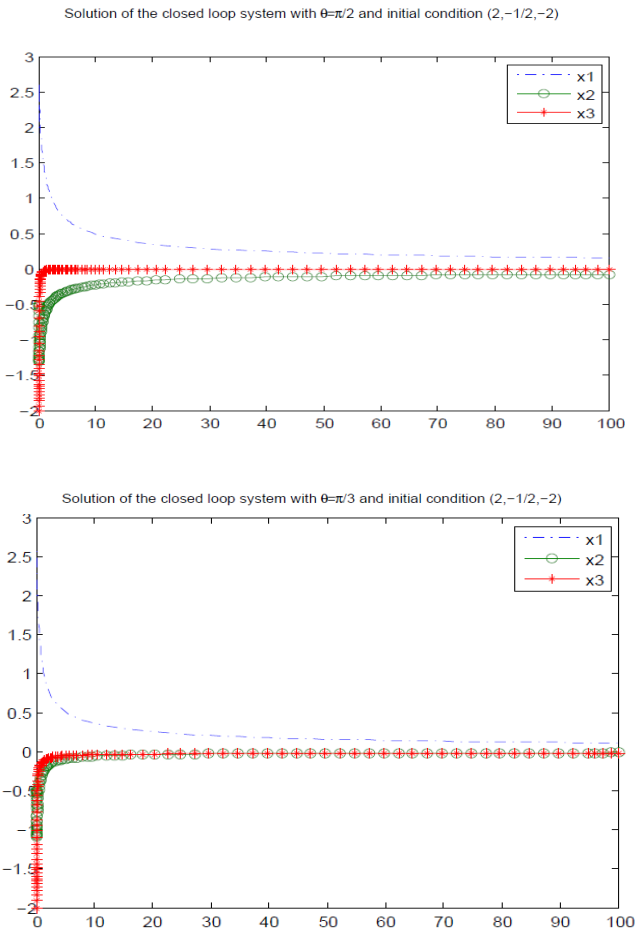 Solution of the closed loop system with θ=π/2 and initial condition (2,−1/2,−2)
3
2.5
2
1.5
1
0.5
0
−0.5
−1
−1.5
−2
x1
x2
x3
0 10 20 30 40 50 60 70 80 90 100
Solution of the closed loop system with θ=π/3 and initial condition (2,−1/2,−2)
3
2.5
2
1.5
1
0.5
0
−0.5
−1
−1.5
−2
x1
x2
x3
0 10 20 30 40 50 60 70 80 90 100